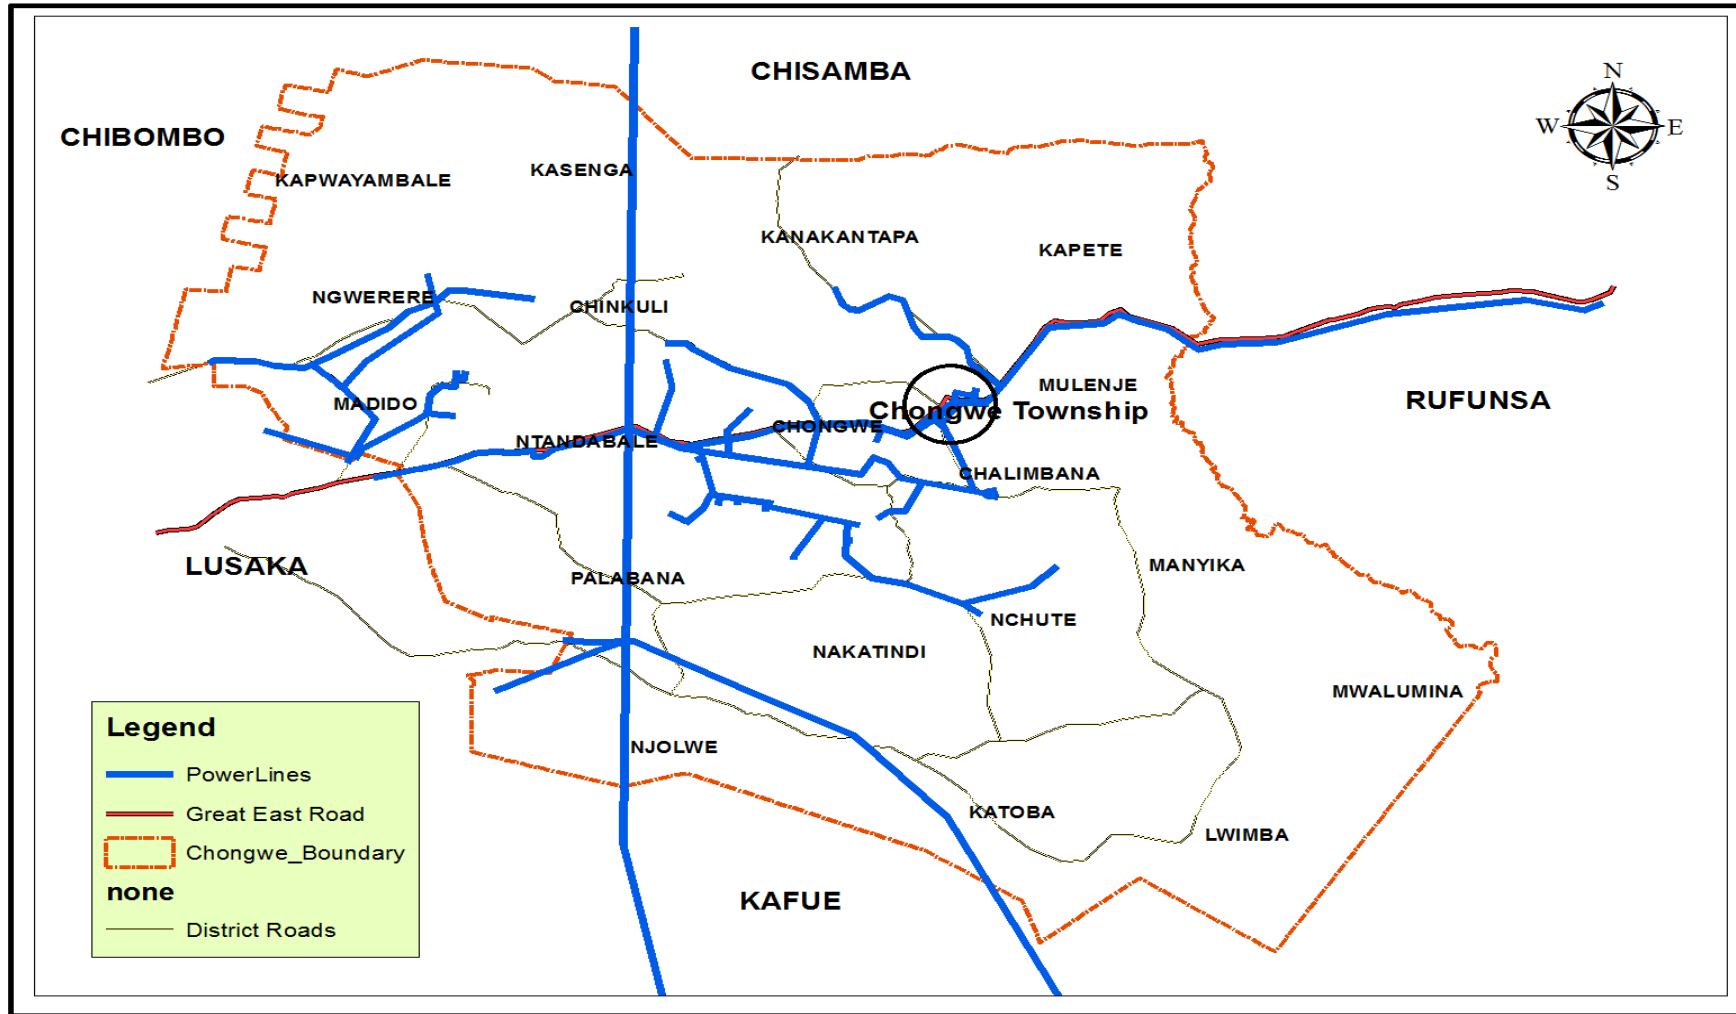 CHISAMBA
N
W E
S
CHIBOMBO
KASENGA
KAPWAYAMBALE
KANAKANTAPA
KAPETE
NGWERERE
CHINKULI
MULENJE
RUFUNSA
MADIDO
Chongwe Township
CHONGWE
NTANDABALE
CHALIMBANA
LUSAKA
PALABANA
MANYIKA
NCHUTE
NAKATINDI
MWALUMINA
NJOLWE
KATOBA
LWIMBA
KAFUE
Legend
PowerLines
Great East Road
Chongwe_Boundary
none
District Roads